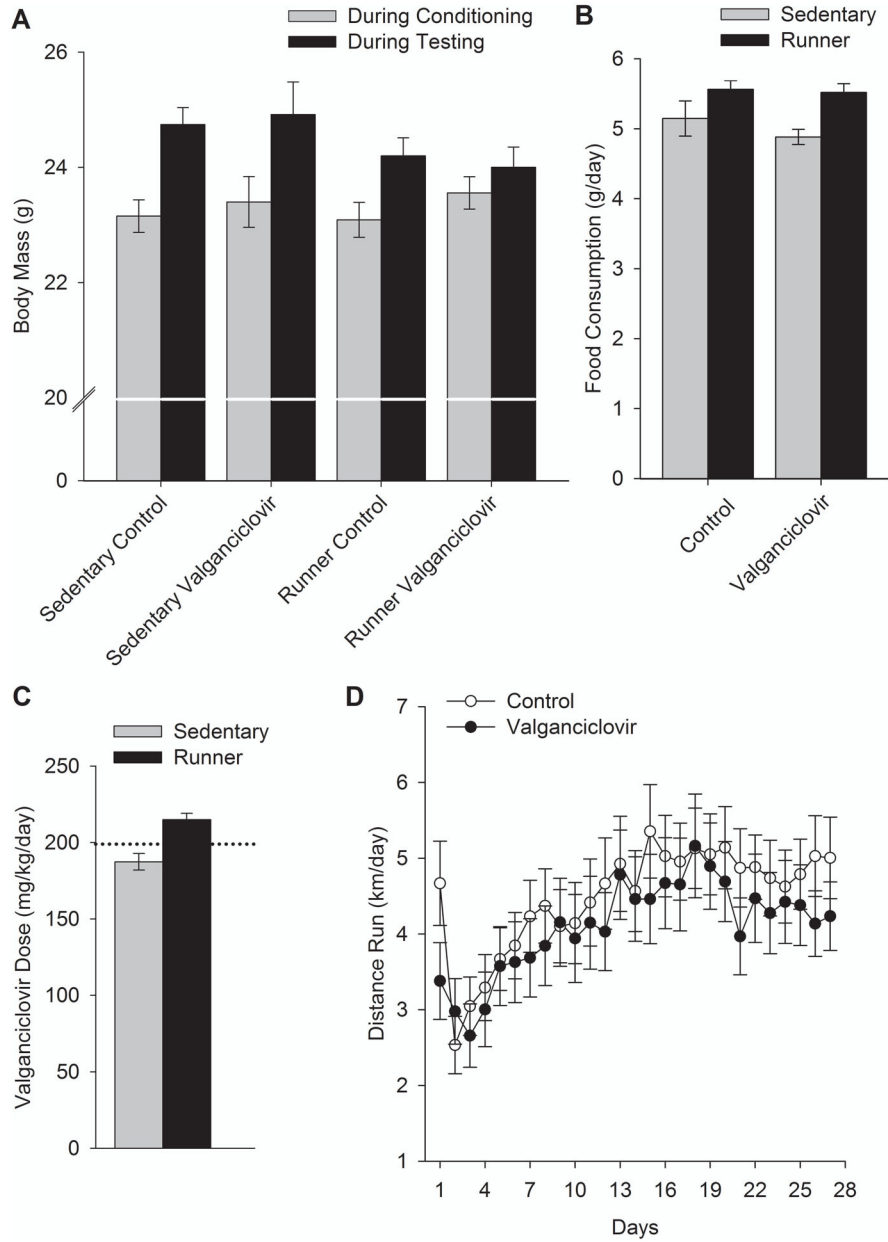 A
During Conditioning
During Testing
26
24
22
20
0
Body Mass (g)
Sedentary Control
Sedentary Valganciclovir
Runner Control
Runner Valganciclovir
B
Sedentary
Runner
6
5
4
3
2
1
0
Food Consumption (g/day)
Control
Valganciclovir
C
Sedentary
Runner
250
200
150
100
50
0
Valganciclovir Dose (mg/kg/day)
D
Control
Valganciclovir
7
6
5
4
3
2
1
Distance Run (km/day)
1 4 7 10 13 16 19 22 25 28
Days